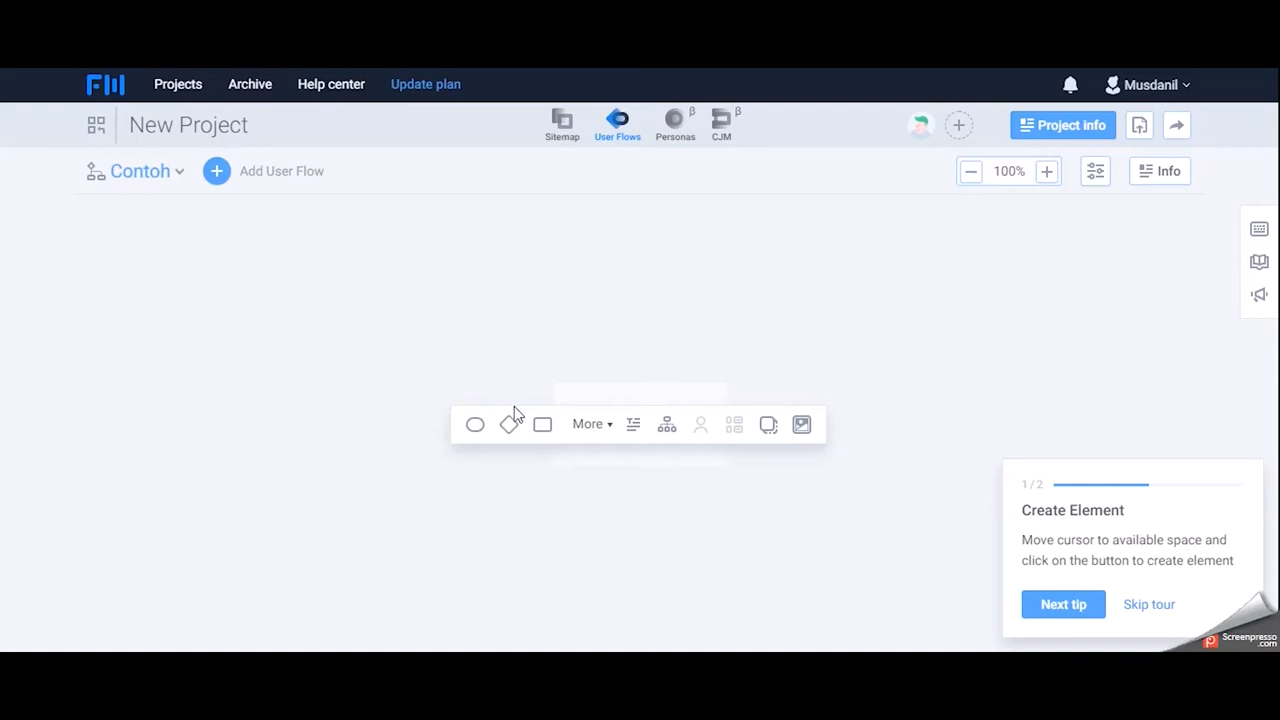 FM Projects Archive Help center Update plan Musdanil
New Project Sitemap User Flows Personas β CJM β Project info
Contoh Add User Flow 100% Info
More
1 / 2
Create Element
Move cursor to available space and
click on the button to create element
Next tip Skip tour
Screenpresso
.com